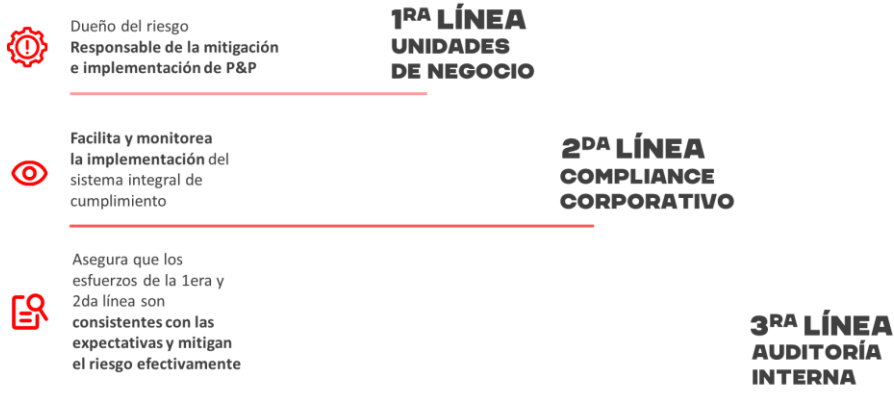 Dueño del riesgo
Responsable de la mitigación
e implementación de P&P
1RA LÍNEA
UNIDADES
DE NEGOCIO
Facilita y monitorea
la implementación del
sistema integral de
cumplimiento
2DA LÍNEA
COMPLIANCE
CORPORATIVO
Asegura que los
esfuerzos de la 1era y
2da línea son
consistentes con las
expectativas y mitigan
el riesgo efectivamente
3RA LÍNEA
AUDITORÍA
INTERNA